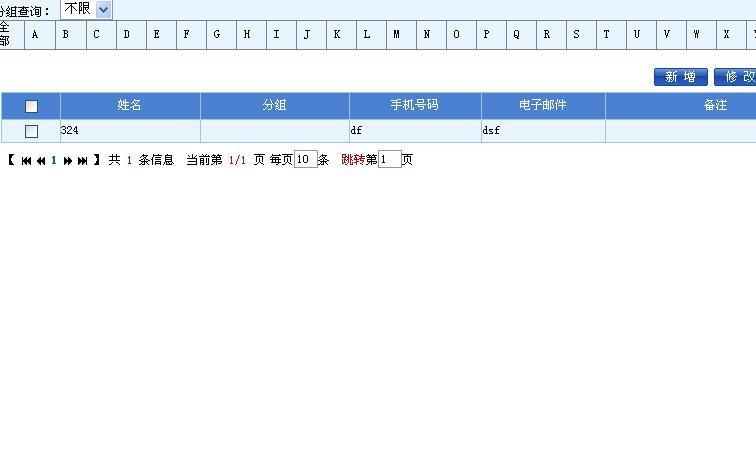 分组查询： 不限
全部 A B C D E F G H I J K L M N O P Q R S T U V W X
新 增 修 改
姓名 分组 手机号码 电子邮件 备注
324 df dsf
【 1 】 共 1 条信息 当前第 1/1 页 每页 10 条 跳转第 1 页